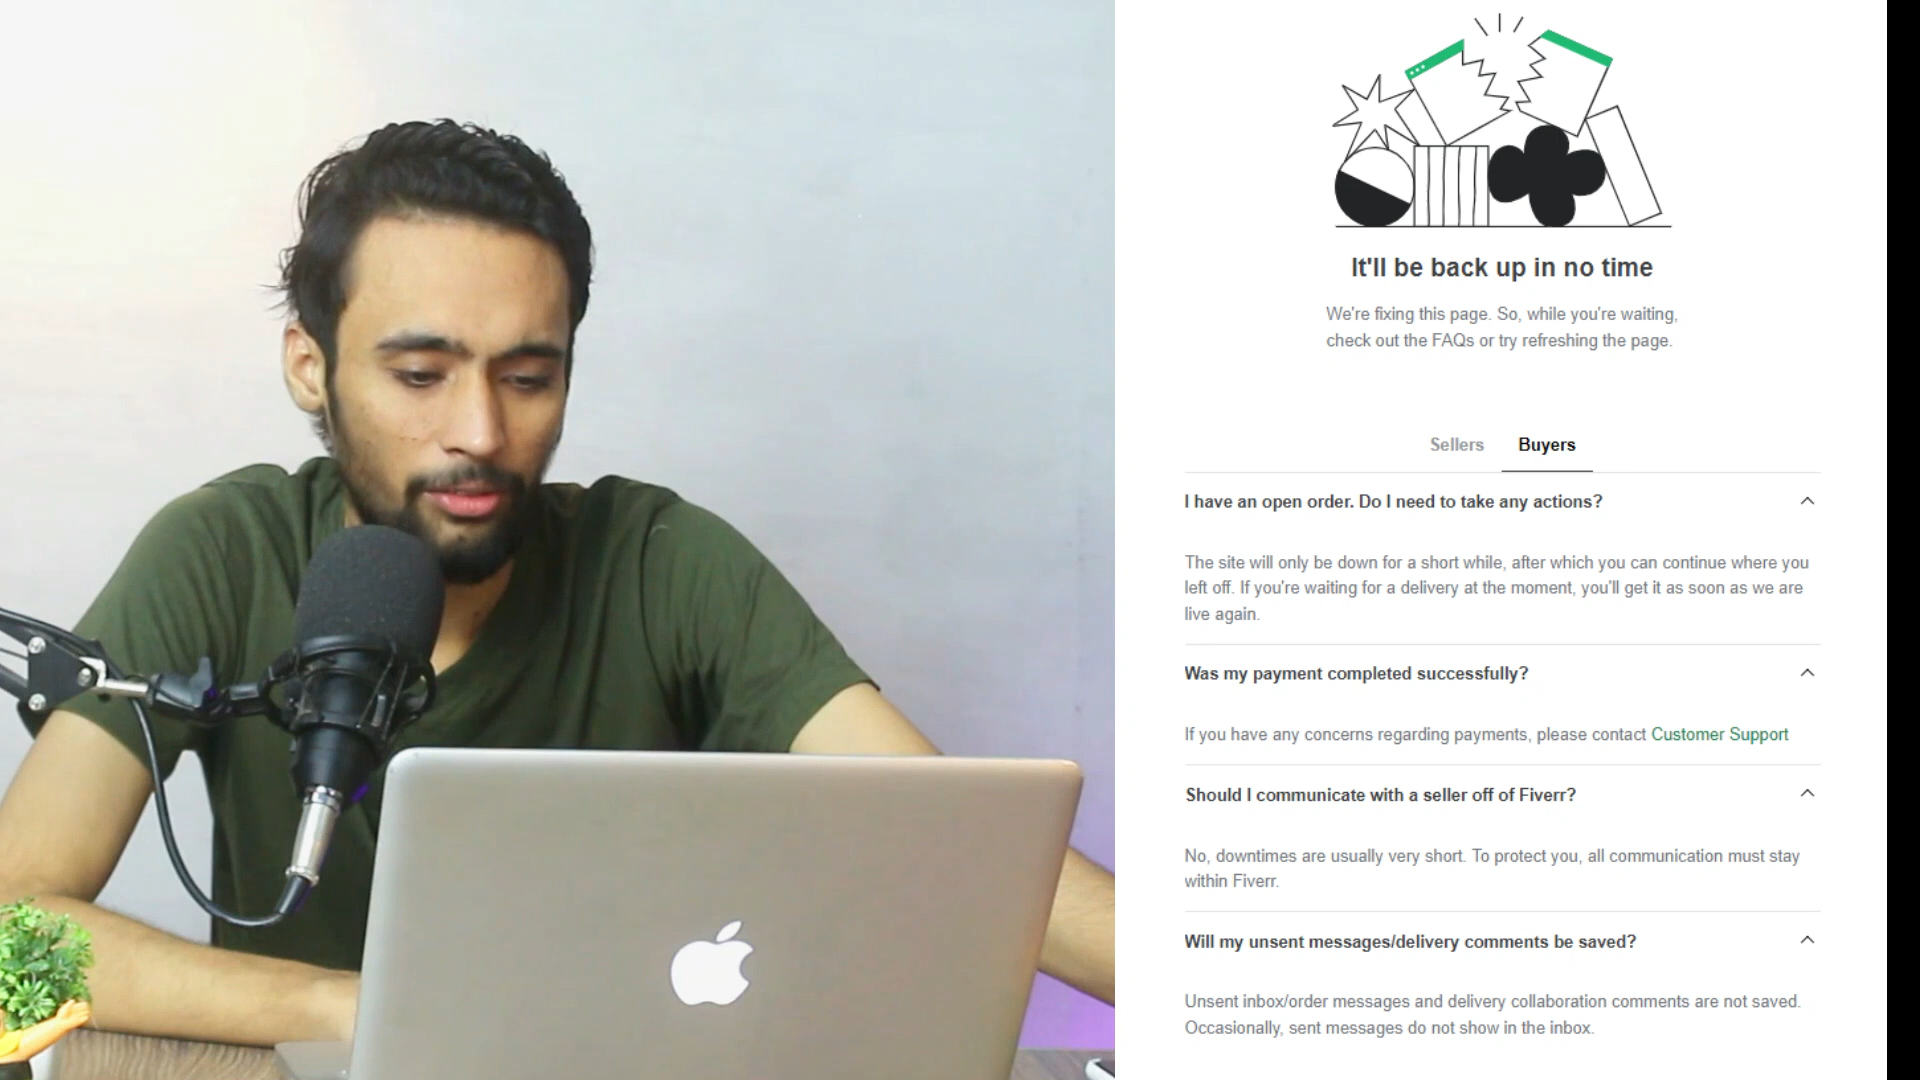 It'll be back up in no time
We're fixing this page. So, while you're waiting,
check out the FAQs or try refreshing the page.
Sellers
Buyers
I have an open order. Do I need to take any actions?
The site will only be down for a short while, after which you can continue where you
left off. If you're waiting for a delivery at the moment, you'll get it as soon as we are
live again.
Was my payment completed successfully?
If you have any concerns regarding payments, please contact Customer Support
Should I communicate with a seller off of Fiverr?
No, downtimes are usually very short. To protect you, all communication must stay
within Fiverr.
Will my unsent messages/delivery comments be saved?
Unsent inbox/order messages and delivery collaboration comments are not saved.
Occasionally, sent messages do not show in the inbox.